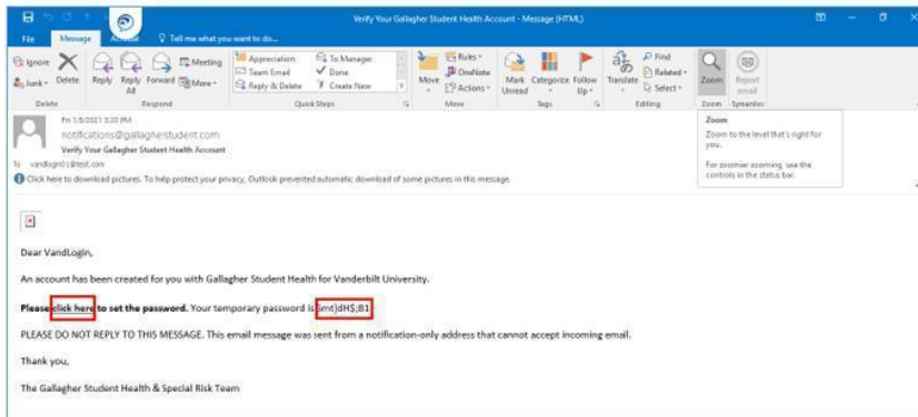 Verify Your Gallagher Student Health Account - Message (HTML)
File Message Tell me what you want to do...
Ignore Meeting Appreciation To Manager Rules OneNote Actions Find Related Select
Junk Delete Reply Reply All Forward More Team Email Done Reply & Delete Create New Move Mark Unread Categorize Follow Up Translate Zoom Report email
Delete Respond Quick Steps Move Tags Editing Zoom Symantec
Fri 1/8/2021 3:20 PM
notifications@gallagherstudent.com
Verify Your Gallagher Student Health Account
To
Click here to download pictures. To help protect your privacy, Outlook prevented automatic download of some pictures in this message.
Zoom
Zoom to the level that's right for
you.
For zoomier zooming, use the
controls in the status bar.
Dear VandLogin,
An account has been created for you with Gallagher Student Health for Vanderbilt University.
Please click here to set the password. Your temporary password is
PLEASE DO NOT REPLY TO THIS MESSAGE. This email message was sent from a notification-only address that cannot accept incoming email.
Thank you,
The Gallagher Student Health & Special Risk Team